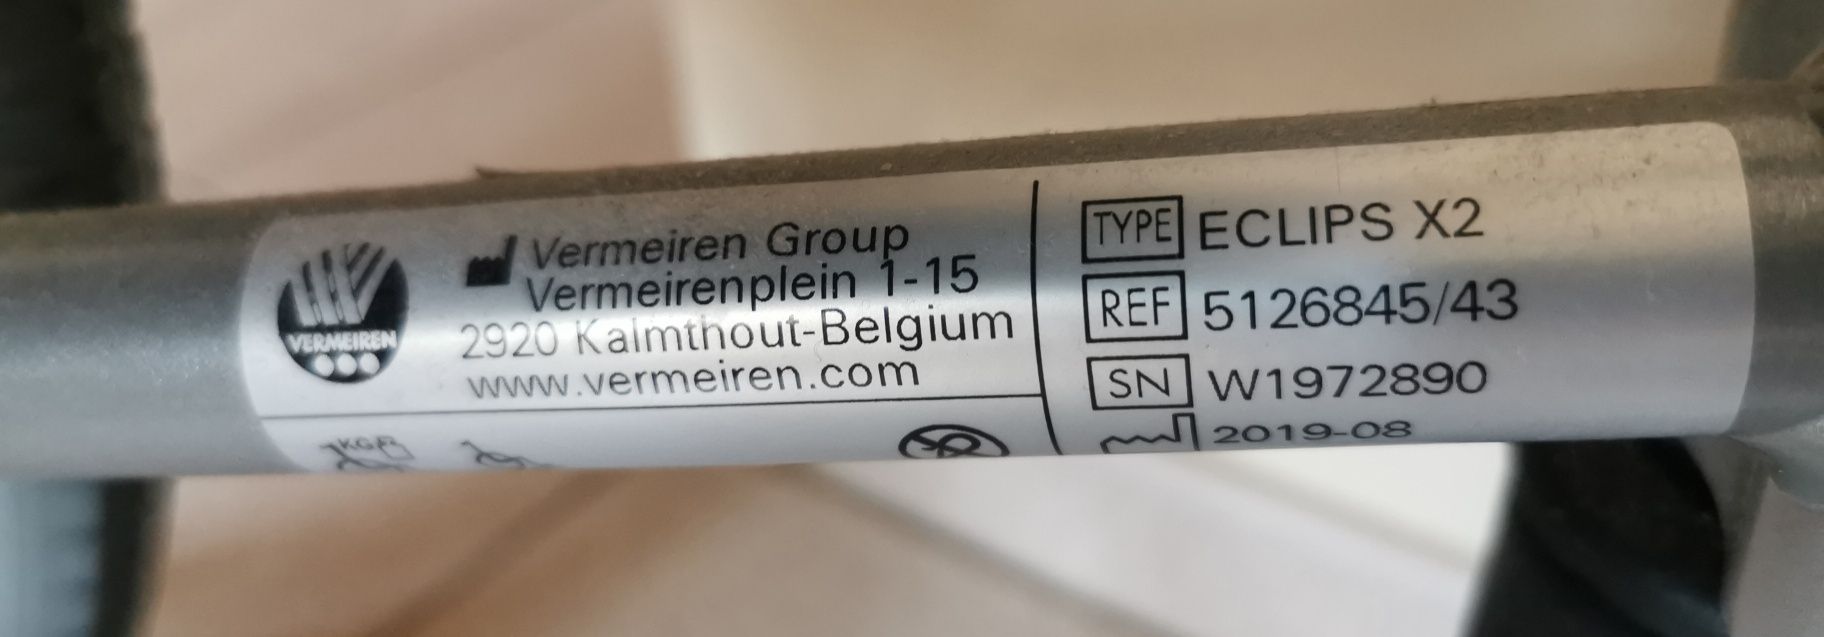 VERMEIREN
Vermeiren Group
Vermeirenplein 1-15
2920 Kalmthout-Belgium
www.vermeiren.com
KG
TYPE ECLIPS X2
REF 5126845/43
SN W1972890
2019-08